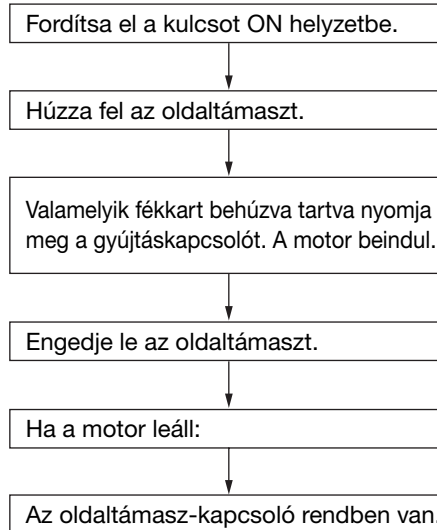 Fordítsa el a kulcsot ON helyzetbe.
Húzza fel az oldaltámaszt.
Valamelyik fékkart behúzva tartva nyomja
meg a gyújtáskapcsolót. A motor beindul.
Engedje le az oldaltámaszt.
Ha a motor leáll:
Az oldaltámasz-kapcsoló rendben van.